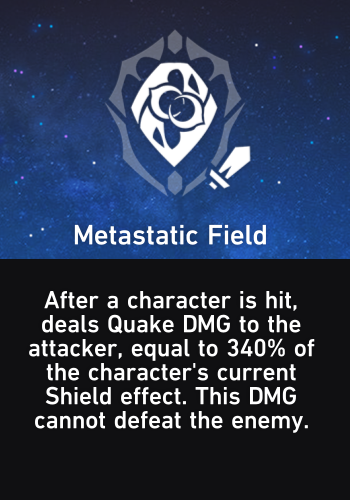 Metastatic Field
After a character is hit,
deals Quake DMG to the
attacker, equal to 340% of
the character's current
Shield effect. This DMG
cannot defeat the enemy.